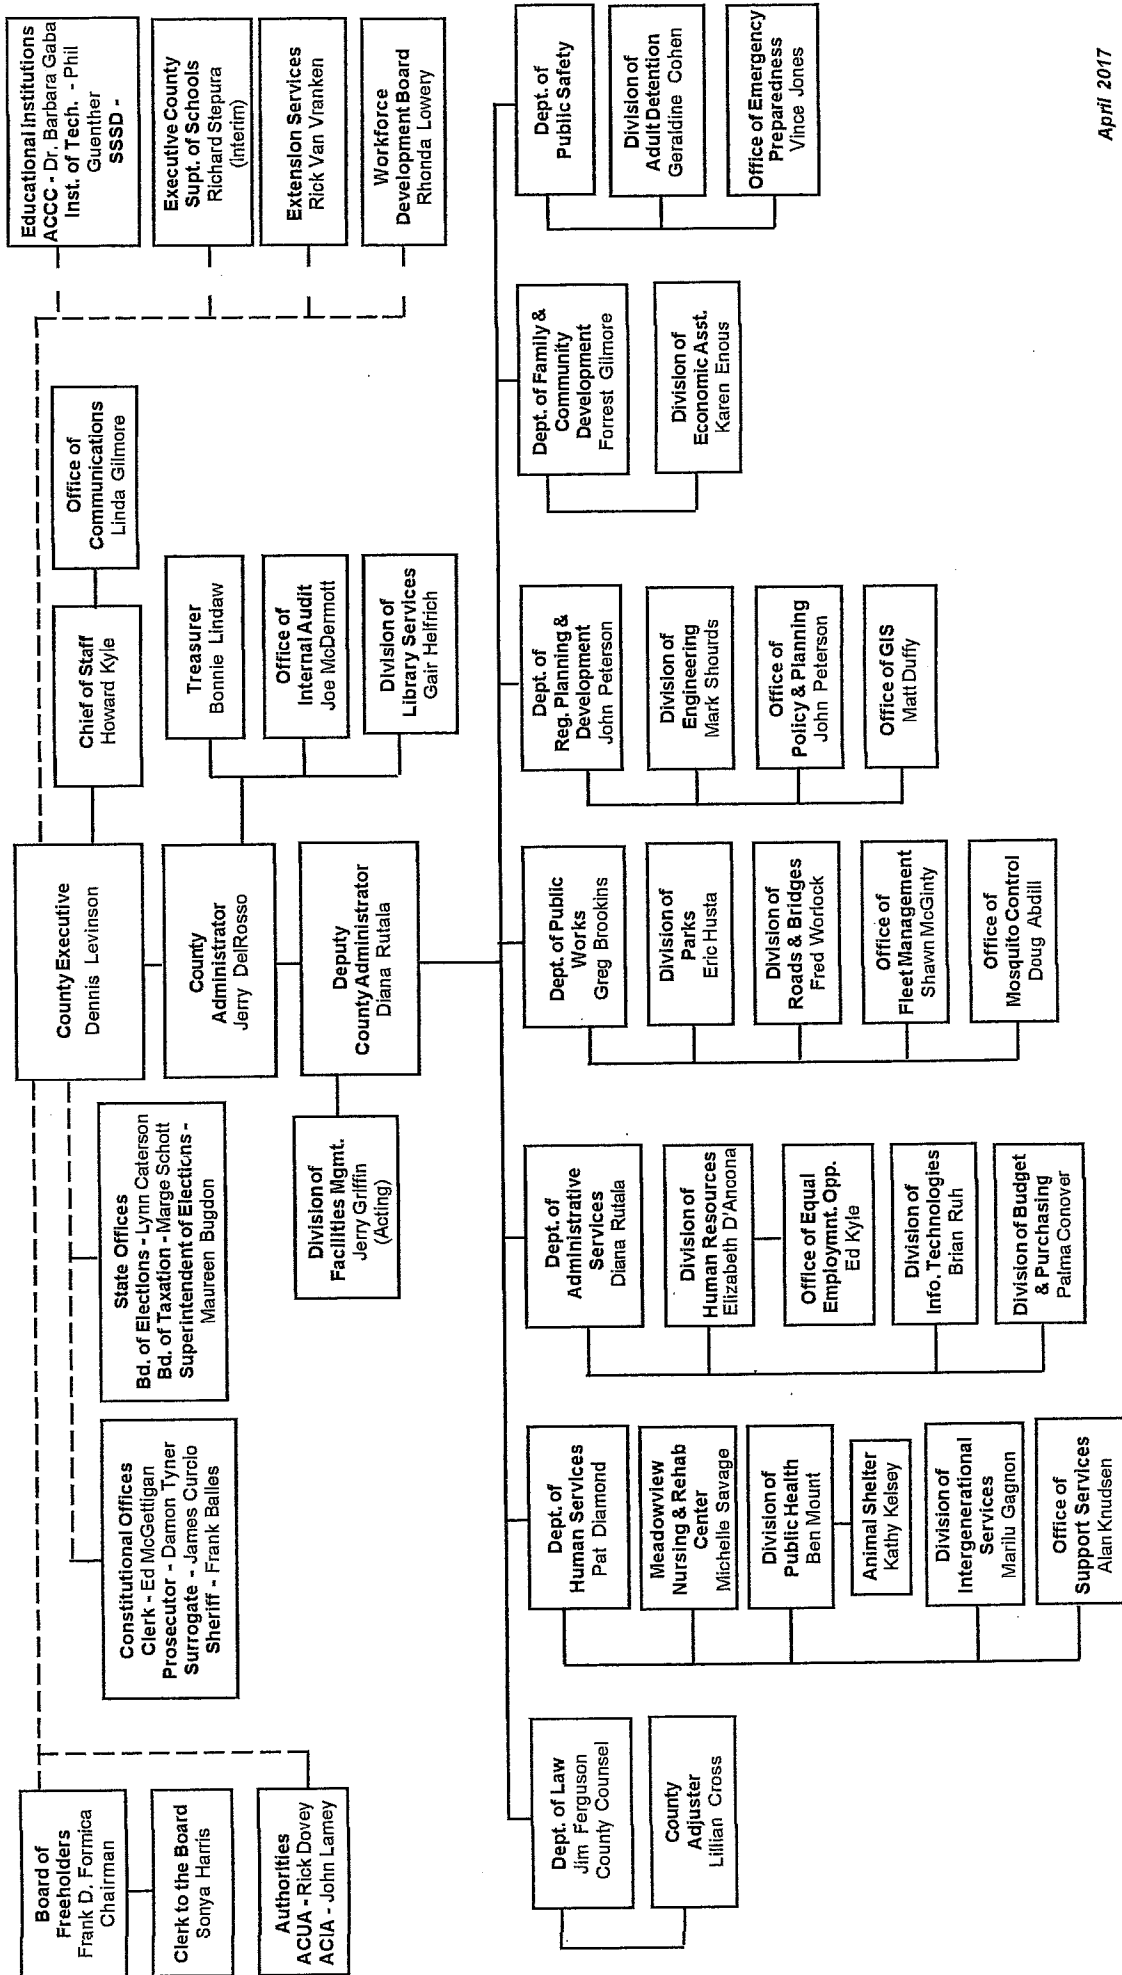 Board of
Freeholders
Frank D. Formica
Chairman
Clerk to the Board
Sonya Harris
Authorities
ACUA - Rick Dovey
ACIA - John Lamey
Constitutional Offices
Clerk - Ed McGettigan
Prosecutor - Damon Tyner
Surrogate - James Curcio
Sheriff - Frank Balles
State Offices
Bd. of Elections - Lynn Caterson
Bd. of Taxation - Marge Schott
Superintendent of Elections -
Maureen Bugdon
County Executive
Dennis Levinson
County
Administrator
Jerry DelRosso
Deputy
County Administrator
Diana Rutala
Division of
Facilities Mgmt.
Jerry Griffin
(Acting)
Chief of Staff
Howard Kyle
Office of
Communications
Linda Gilmore
Treasurer
Bonnie Lindaw
Office of
Internal Audit
Joe McDermott
Division of
Library Services
Gair Helfrich
Educational Institutions
ACCC - Dr. Barbara Gaba
Inst. of Tech. - Phil
Guenther
SSSD -
Executive County
Supt. of Schools
Richard Stepura
(Interim)
Extension Services
Rick Van Vranken
Workforce
Development Board
Rhonda Lowery
Dept. of Law
Jim Ferguson
County Counsel
County
Adjuster
Lillian Cross
Dept. of
Human Services
Pat Diamond
Meadowview
Nursing & Rehab
Center
Michelle Savage
Division of
Public Health
Ben Mount
Animal Shelter
Kathy Kelsey
Division of
Intergenerational
Services
Marilu Gagnon
Office of
Support Services
Alan Knudsen
Dept. of
Administrative
Services
Diana Rutala
Division of
Human Resources
Elizabeth D'Ancona
Office of Equal
Employmnt. Opp.
Ed Kyle
Division of
Info. Technologies
Brian Ruh
Division of Budget
& Purchasing
Palma Conover
Dept. of Public
Works
Greg Brookins
Division of
Parks
Eric Husta
Division of
Roads & Bridges
Fred Worlock
Office of
Fleet Management
Shawn McGinty
Office of
Mosquito Control
Doug Abdill
Dept. of
Reg. Planning &
Development
John Peterson
Division of
Engineering
Mark Shourds
Office of
Policy & Planning
John Peterson
Office of GIS
Matt Duffy
Dept. of Family &
Community
Development
Forrest Gilmore
Division of
Economic Asst.
Karen Enous
Dept. of
Public Safety
Division of
Adult Detention
Geraldine Cohen
Office of Emergency
Preparedness
Vince Jones
April 2017